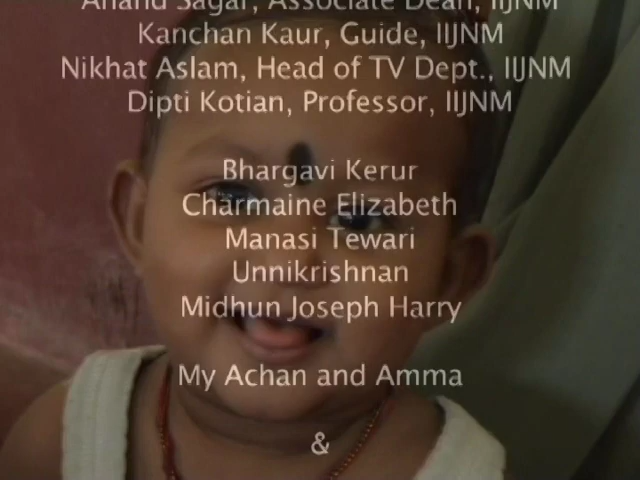 Anand Sagar, Associate Dean, IIJNM
Kanchan Kaur, Guide, IIJNM
Nikhat Aslam, Head of TV Dept., IIJNM
Dipti Kotian, Professor, IIJNM
Bhargavi Kerur
Charmaine Elizabeth
Manasi Tewari
Unnikrishnan
Midhun Joseph Harry
My Achan and Amma
&